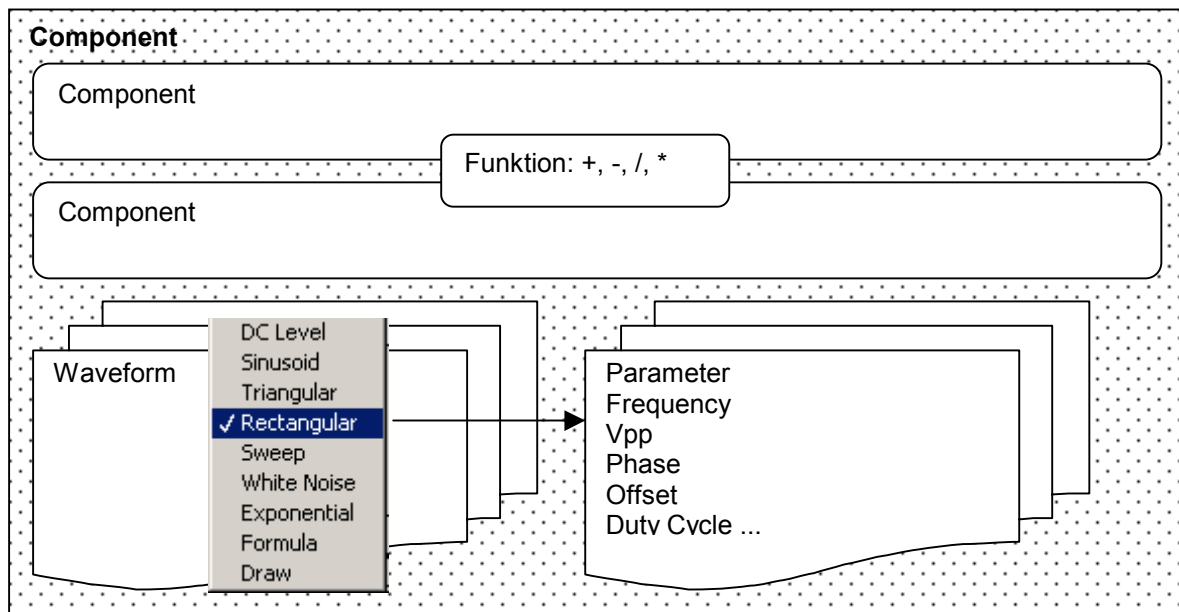 Component
Component
Funktion: +, -, /, *
Component
Waveform
DC Level
Sinusoid
Triangular
✓ Rectangular
Sweep
White Noise
Exponential
Formula
Draw
Parameter
Frequency
Vpp
Phase
Offset
Duty Cycle ...